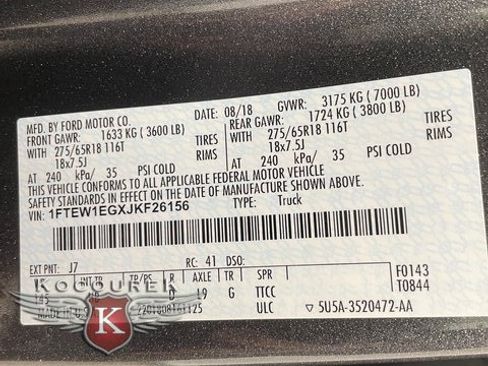 MFD. BY FORD MOTOR CO. DATE: 08/18 GVWR: 3175 KG ( 7000 LB)
FRONT GAWR: 1633 KG ( 3600 LB) REAR GAWR: 1724 KG ( 3800 LB)
WITH 275/65R18 116T TIRES WITH 275/65R18 116T TIRES
18x7.5J RIMS 18x7.5J RIMS
AT 240 kPa/ 35 PSI COLD AT 240 kPa/ 35 PSI COLD
THIS VEHICLE CONFORMS TO ALL APPLICABLE FEDERAL MOTOR VEHICLE
SAFETY STANDARDS IN EFFECT ON THE DATE OF MANUFACTURE SHOWN ABOVE.
VIN: 1FTEW1EGXJKF26156 TYPE: Truck
EXT PNT: J7 RC: 41 DSO: F0143
WB R AXLE TR SPR T0844
145 D L9 G TTCC
ULC 5U5A-3520472-AA
KOCOUREK
K